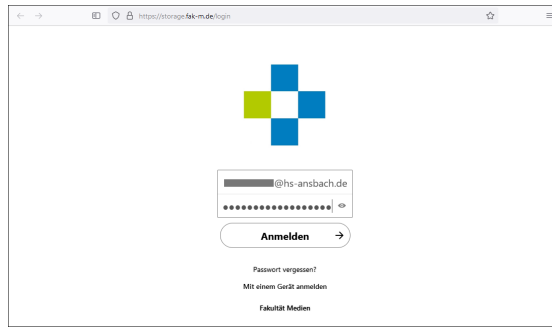 https://storage.fak-m.de/login
@hs-ansbach.de
Anmelden
Passwort vergessen?
Mit einem Gerät anmelden
Fakultät Medien